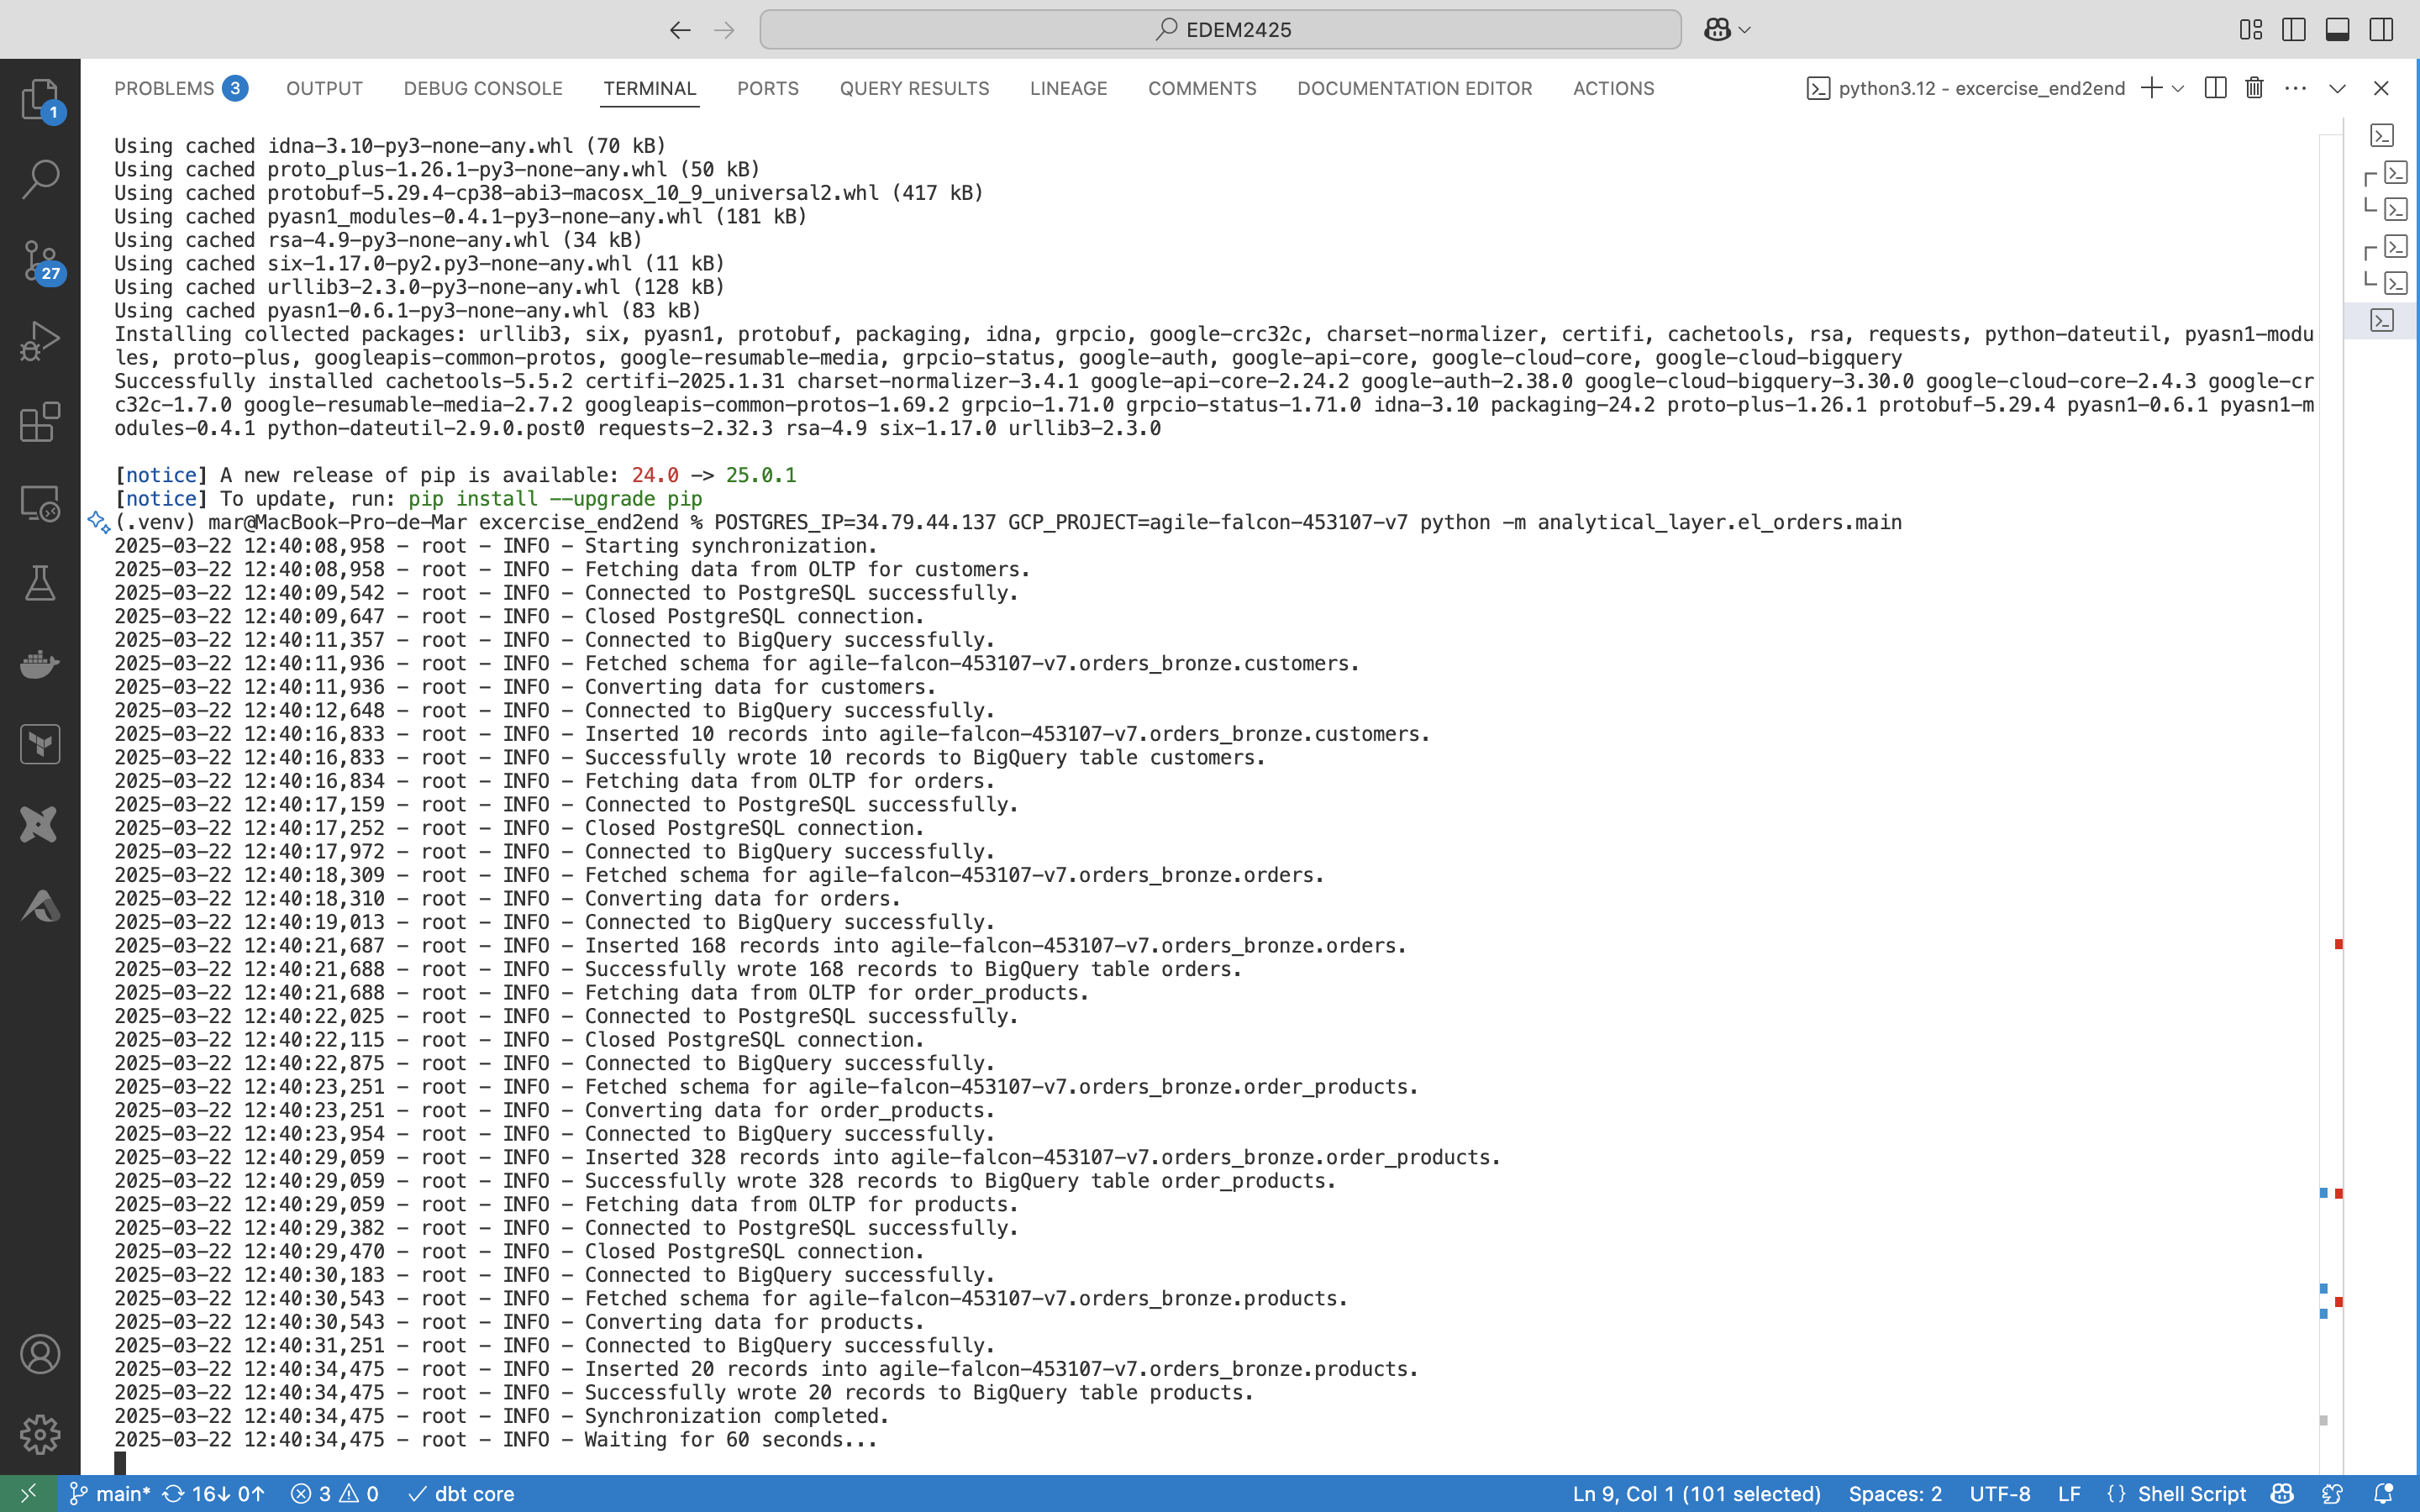 EDEM2425
PROBLEMS 3 OUTPUT DEBUG CONSOLE TERMINAL PORTS QUERY RESULTS LINEAGE COMMENTS DOCUMENTATION EDITOR ACTIONS python3.12 - excercise_end2end
1
27
Using cached idna-3.10-py3-none-any.whl (70 kB)
Using cached proto_plus-1.26.1-py3-none-any.whl (50 kB)
Using cached protobuf-5.29.4-cp38-abi3-macosx_10_9_universal2.whl (417 kB)
Using cached pyasn1_modules-0.4.1-py3-none-any.whl (181 kB)
Using cached rsa-4.9-py3-none-any.whl (34 kB)
Using cached six-1.17.0-py2.py3-none-any.whl (11 kB)
Using cached urllib3-2.3.0-py3-none-any.whl (128 kB)
Using cached pyasn1-0.6.1-py3-none-any.whl (83 kB)
Installing collected packages: urllib3, six, pyasn1, protobuf, packaging, idna, grpcio, google-crc32c, charset-normalizer, certifi, cachetools, rsa, requests, python-dateutil, pyasn1-modu
les, proto-plus, googleapis-common-protos, google-resumable-media, grpcio-status, google-auth, google-api-core, google-cloud-core, google-cloud-bigquery
Successfully installed cachetools-5.5.2 certifi-2025.1.31 charset-normalizer-3.4.1 google-api-core-2.24.2 google-auth-2.38.0 google-cloud-bigquery-3.30.0 google-cloud-core-2.4.3 google-cr
c32c-1.7.0 google-resumable-media-2.7.2 googleapis-common-protos-1.69.2 grpcio-1.71.0 grpcio-status-1.71.0 idna-3.10 packaging-24.2 proto-plus-1.26.1 protobuf-5.29.4 pyasn1-0.6.1 pyasn1-m
odules-0.4.1 python-dateutil-2.9.0.post0 requests-2.32.3 rsa-4.9 six-1.17.0 urllib3-2.3.0
[notice] A new release of pip is available: 24.0 -> 25.0.1
[notice] To update, run: pip install --upgrade pip
(.venv) mar@MacBook-Pro-de-Mar excercise_end2end % POSTGRES_IP=34.79.44.137 GCP_PROJECT=agile-falcon-453107-v7 python -m analytical_layer.el_orders.main
2025-03-22 12:40:08,958 - root - INFO - Starting synchronization.
2025-03-22 12:40:08,958 - root - INFO - Fetching data from OLTP for customers.
2025-03-22 12:40:09,542 - root - INFO - Connected to PostgreSQL successfully.
2025-03-22 12:40:09,647 - root - INFO - Closed PostgreSQL connection.
2025-03-22 12:40:11,357 - root - INFO - Connected to BigQuery successfully.
2025-03-22 12:40:11,936 - root - INFO - Fetched schema for agile-falcon-453107-v7.orders_bronze.customers.
2025-03-22 12:40:11,936 - root - INFO - Converting data for customers.
2025-03-22 12:40:12,648 - root - INFO - Connected to BigQuery successfully.
2025-03-22 12:40:16,833 - root - INFO - Inserted 10 records into agile-falcon-453107-v7.orders_bronze.customers.
2025-03-22 12:40:16,833 - root - INFO - Successfully wrote 10 records to BigQuery table customers.
2025-03-22 12:40:16,834 - root - INFO - Fetching data from OLTP for orders.
2025-03-22 12:40:17,159 - root - INFO - Connected to PostgreSQL successfully.
2025-03-22 12:40:17,252 - root - INFO - Closed PostgreSQL connection.
2025-03-22 12:40:17,972 - root - INFO - Connected to BigQuery successfully.
2025-03-22 12:40:18,309 - root - INFO - Fetched schema for agile-falcon-453107-v7.orders_bronze.orders.
2025-03-22 12:40:18,310 - root - INFO - Converting data for orders.
2025-03-22 12:40:19,013 - root - INFO - Connected to BigQuery successfully.
2025-03-22 12:40:21,687 - root - INFO - Inserted 168 records into agile-falcon-453107-v7.orders_bronze.orders.
2025-03-22 12:40:21,688 - root - INFO - Successfully wrote 168 records to BigQuery table orders.
2025-03-22 12:40:21,688 - root - INFO - Fetching data from OLTP for order_products.
2025-03-22 12:40:22,025 - root - INFO - Connected to PostgreSQL successfully.
2025-03-22 12:40:22,115 - root - INFO - Closed PostgreSQL connection.
2025-03-22 12:40:22,875 - root - INFO - Connected to BigQuery successfully.
2025-03-22 12:40:23,251 - root - INFO - Fetched schema for agile-falcon-453107-v7.orders_bronze.order_products.
2025-03-22 12:40:23,251 - root - INFO - Converting data for order_products.
2025-03-22 12:40:23,954 - root - INFO - Connected to BigQuery successfully.
2025-03-22 12:40:29,059 - root - INFO - Inserted 328 records into agile-falcon-453107-v7.orders_bronze.order_products.
2025-03-22 12:40:29,059 - root - INFO - Successfully wrote 328 records to BigQuery table order_products.
2025-03-22 12:40:29,059 - root - INFO - Fetching data from OLTP for products.
2025-03-22 12:40:29,382 - root - INFO - Connected to PostgreSQL successfully.
2025-03-22 12:40:29,470 - root - INFO - Closed PostgreSQL connection.
2025-03-22 12:40:30,183 - root - INFO - Connected to BigQuery successfully.
2025-03-22 12:40:30,543 - root - INFO - Fetched schema for agile-falcon-453107-v7.orders_bronze.products.
2025-03-22 12:40:30,543 - root - INFO - Converting data for products.
2025-03-22 12:40:31,251 - root - INFO - Connected to BigQuery successfully.
2025-03-22 12:40:34,475 - root - INFO - Inserted 20 records into agile-falcon-453107-v7.orders_bronze.products.
2025-03-22 12:40:34,475 - root - INFO - Successfully wrote 20 records to BigQuery table products.
2025-03-22 12:40:34,475 - root - INFO - Synchronization completed.
2025-03-22 12:40:34,475 - root - INFO - Waiting for 60 seconds...
main* 16↓ 0↑ 3 0 dbt core Ln 9, Col 1 (101 selected) Spaces: 2 UTF-8 LF {} Shell Script